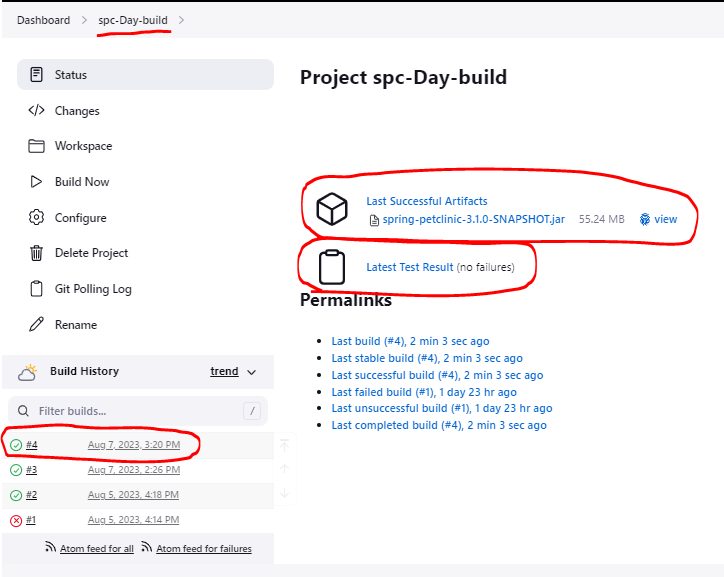 Dashboard > spc-Day-build >
Status
Changes
Workspace
Build Now
Configure
Delete Project
Git Polling Log
Rename
Build History trend
Filter builds... /
#4 Aug 7, 2023, 3:20 PM
#3 Aug 7, 2023, 2:26 PM
#2 Aug 5, 2023, 4:18 PM
#1 Aug 5, 2023, 4:14 PM
Atom feed for all Atom feed for failures
Project spc-Day-build
Last Successful Artifacts
spring-petclinic-3.1.0-SNAPSHOT.jar 55.24 MB view
Latest Test Result (no failures)
Permalinks
Last build (#4), 2 min 3 sec ago
Last stable build (#4), 2 min 3 sec ago
Last successful build (#4), 2 min 3 sec ago
Last failed build (#1), 1 day 23 hr ago
Last unsuccessful build (#1), 1 day 23 hr ago
Last completed build (#4), 2 min 3 sec ago